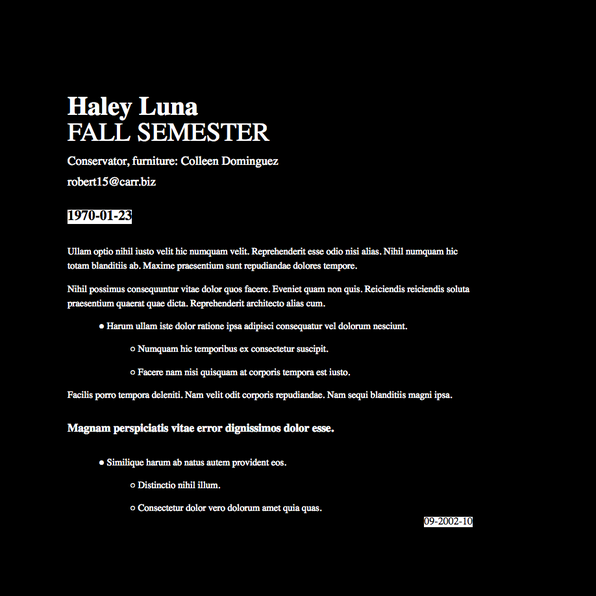 Haley Luna
FALL SEMESTER
Conservator, furniture: Colleen Dominguez
robert15@carr.biz
1970-01-23
Ullam optio nihil iusto velit hic numquam velit. Reprehenderit esse odio nisi alias. Nihil numquam hic
totam blanditiis ab. Maxime praesentium sunt repudiandae dolores tempore.
Nihil possimus consequuntur vitae dolor quos facere. Eveniet quam non quis. Reiciendis reiciendis soluta
praesentium quaerat quae dicta. Reprehenderit architecto alias cum.
● Harum ullam iste dolor ratione ipsa adipisci consequatur vel dolorum nesciunt.
○ Numquam hic temporibus ex consectetur suscipit.
○ Facere nam nisi quisquam at corporis tempora est iusto.
Facilis porro tempora deleniti. Nam velit odit corporis repudiandae. Nam sequi blanditiis magni ipsa.
Magnam perspiciatis vitae error dignissimos dolor esse.
● Similique harum ab natus autem provident eos.
○ Distinctio nihil illum.
○ Consectetur dolor vero dolorum amet quia quas.
09-2002-10